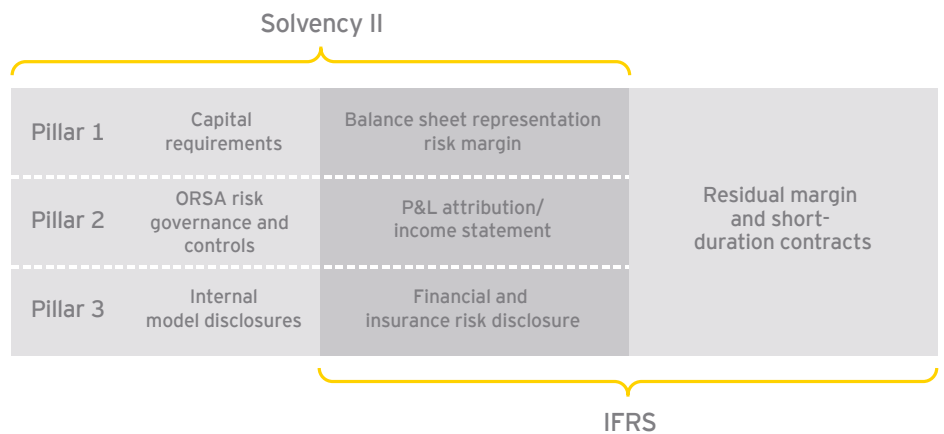 Solvency II
Pillar 1
Capital
requirements
Balance sheet representation
risk margin
Pillar 2
ORSA risk
governance and
controls
P&L attribution/
income statement
Residual margin
and short-
duration contracts
Pillar 3
Internal
model disclosures
Financial and
insurance risk disclosure
IFRS